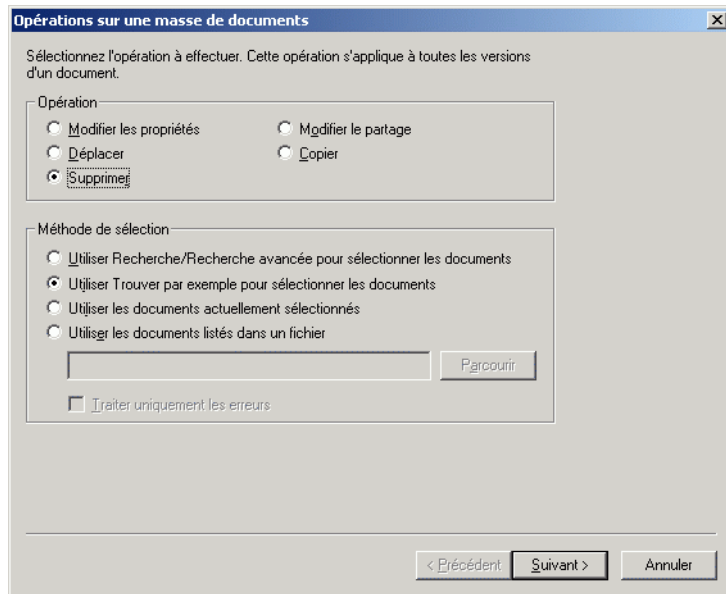 Opérations sur une masse de documents
Sélectionnez l'opération à effectuer. Cette opération s'applique à toutes les versions
d'un document.
Opération
Modifier les propriétés
Modifier le partage
Déplacer
Copier
Supprimer
Méthode de sélection
Utiliser Recherche/Recherche avancée pour sélectionner les documents
Utiliser Trouver par exemple pour sélectionner les documents
Utiliser les documents actuellement sélectionnés
Utiliser les documents listés dans un fichier
Parcourir
Traiter uniquement les erreurs
< Précédent
Suivant >
Annuler